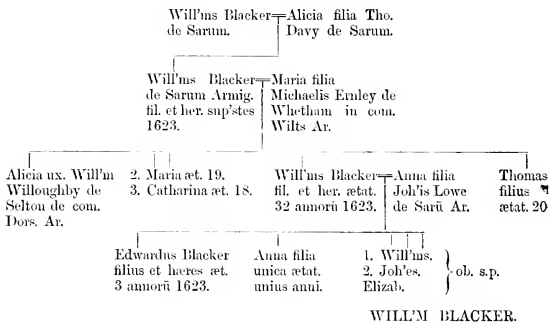 Will'ms Blacker
de Sarum.
Alicia filia Tho.
Davy de Sarum.
Will'ms Blacker
de Sarum Armig.
fil. et her. sup'stes
1623.
Maria filia
Michaelis Ernley de
Whetham in com.
Wilts Ar.
Alicia ux. Will'm
Willoughby de
Selton de com.
Dors. Ar.
2. Maria æt. 19.
3. Catharina æt. 18.
Will'ms Blacker
fil. et her. ætat.
32 annorū 1623.
Anna filia
Joh'is Lowe
de Sarū Ar.
Thomas
filius
ætat. 20
Edwardus Blacker
filius et hæres æt.
3 annorū 1623.
Anna filia
unica ætat.
unius anni.
1. Will'ms.
2. Joh'es.
Elizab.
ob. s.p.
WILL'M BLACKER.